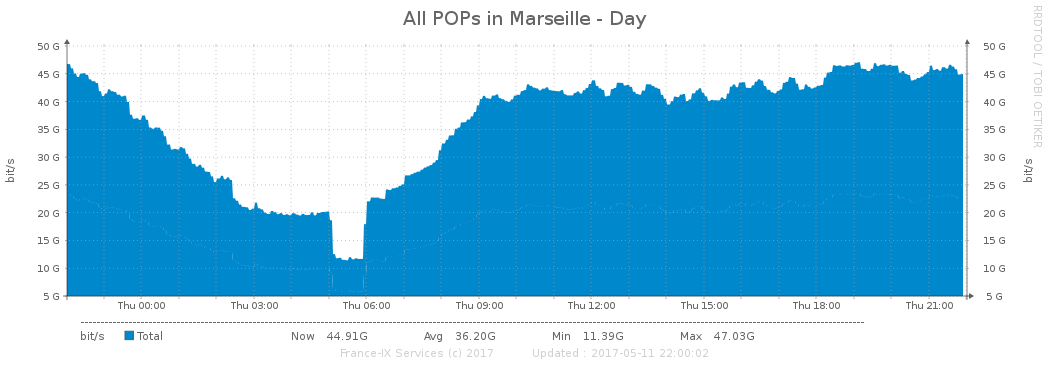 All POPs in Marseille - Day
RRDTOOL / TOBI OETIKER
50 G 50 G
45 G 45 G
40 G 40 G
35 G 35 G
30 G 30 G
25 G 25 G
20 G 20 G
15 G 15 G
10 G 10 G
5 G 5 G
bit/s bit/s
Thu 00:00 Thu 03:00 Thu 06:00 Thu 09:00 Thu 12:00 Thu 15:00 Thu 18:00 Thu 21:00
bit/s Total Now 44.91G Avg 36.20G Min 11.39G Max 47.03G
France-IX Services (c) 2017 Updated : 2017-05-11 22:00:02